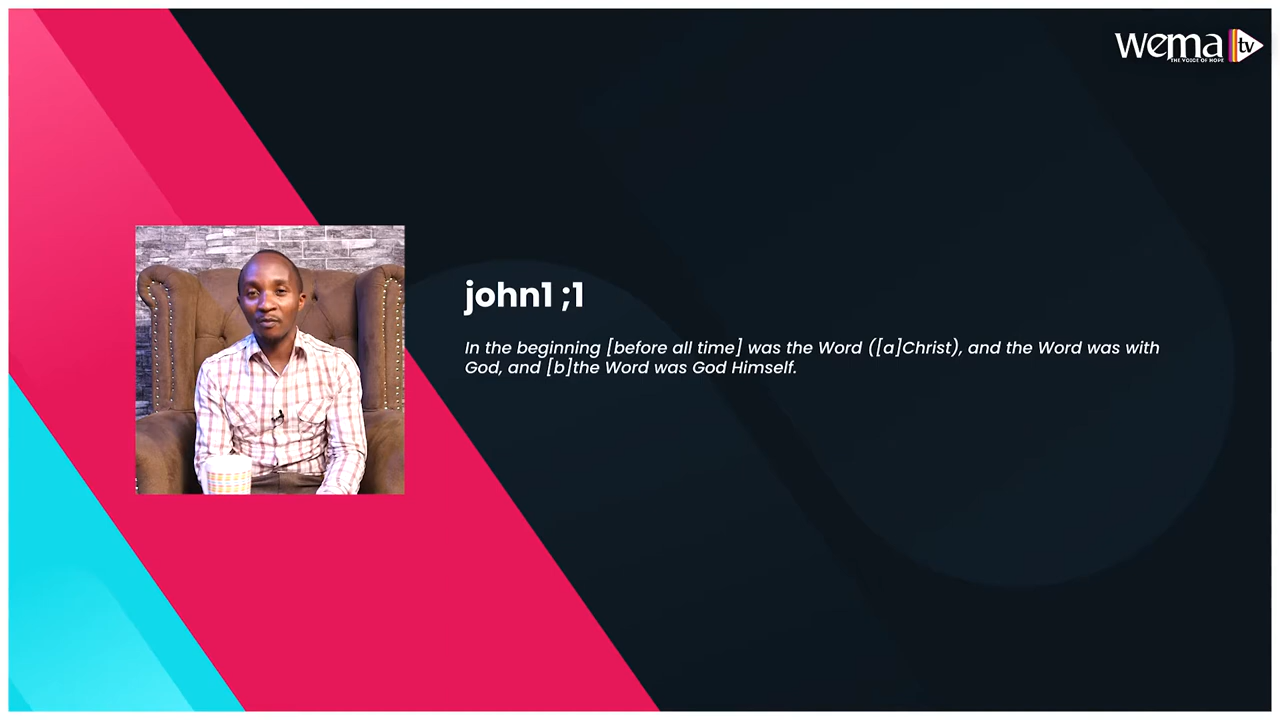 wema tv
THE VOICE OF HOPE
john1 ;1
In the beginning [before all time] was the Word ([a]Christ), and the Word was with
God, and [b]the Word was God Himself.